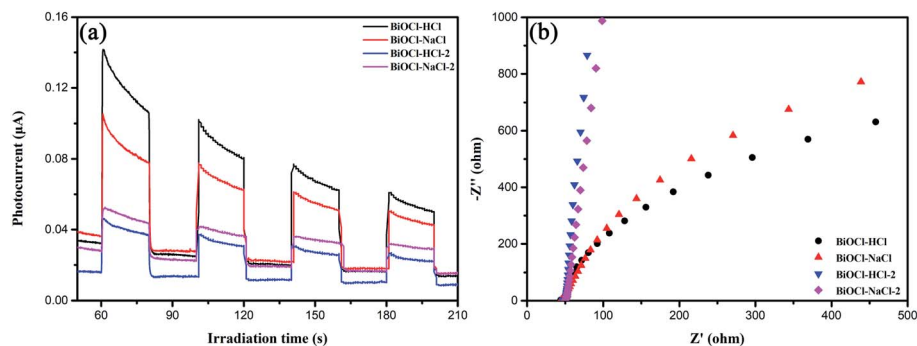 (a)
BiOCl-HCl
BiOCl-NaCl
BiOCl-HCl-2
BiOCl-NaCl-2
Photocurrent (μA)
0.16
0.12
0.08
0.04
0.00
60 90 120 150 180 210
Irradiation time (s)
(b)
-Z'' (ohm)
1000
800
600
400
200
0
BiOCl-HCl
BiOCl-NaCl
BiOCl-HCl-2
BiOCl-NaCl-2
0 100 200 300 400 500
Z' (ohm)